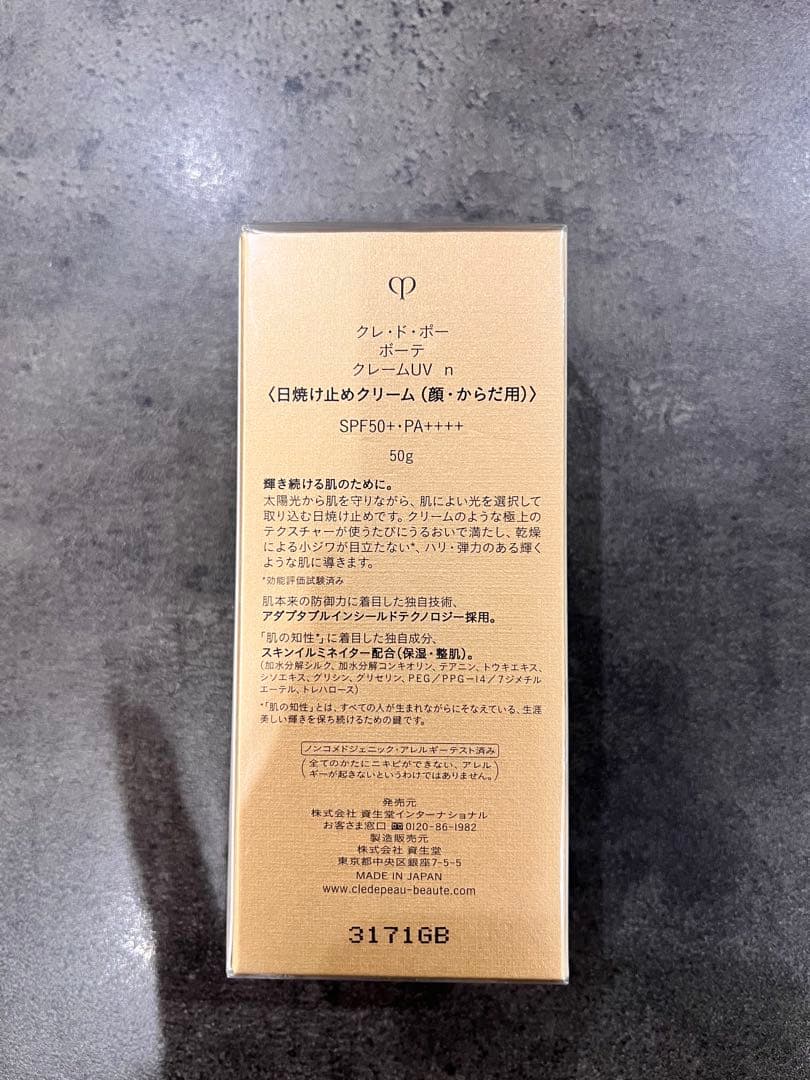 クレ・ド・ポー
ボーテ
クレームUV n
〈日焼け止めクリーム（顔・からだ用）〉
SPF50+・PA++++
50g
輝き続ける肌のために。
太陽光から肌を守りながら、肌によい光を選択して
取り込む日焼け止めです。クリームのような極上の
テクスチャーが使うたびにうるおいで満たし、乾燥
による小ジワが目立たない*、ハリ・弾力のある輝く
ような肌に導きます。
*効能評価試験済み
肌本来の防御力に着目した独自技術、
アダプタブルインシールドテクノロジー採用。
「肌の知性*」に着目した独自成分、
スキンイルミネイター配合（保湿・整肌）。
（加水分解シルク、加水分解コンキオリン、テアニン、トウキエキス、
シソエキス、グリシン、グリセリン、PEG／PPG－14／7ジメチル
エーテル、トレハロース）
*「肌の知性」とは、すべての人が生まれながらにそなえている、生涯
美しい輝きを保ち続けるための鍵です。
ノンコメドジェニック・アレルギーテスト済み
（全てのかたにニキビができない、アレル
ギーが起きないというわけではありません。）
発売元
株式会社 資生堂インターナショナル
お客さま窓口 0120-86-1982
製造販売元
株式会社 資生堂
東京都中央区銀座7-5-5
MADE IN JAPAN
www.cledepeau-beaute.com
3171GB